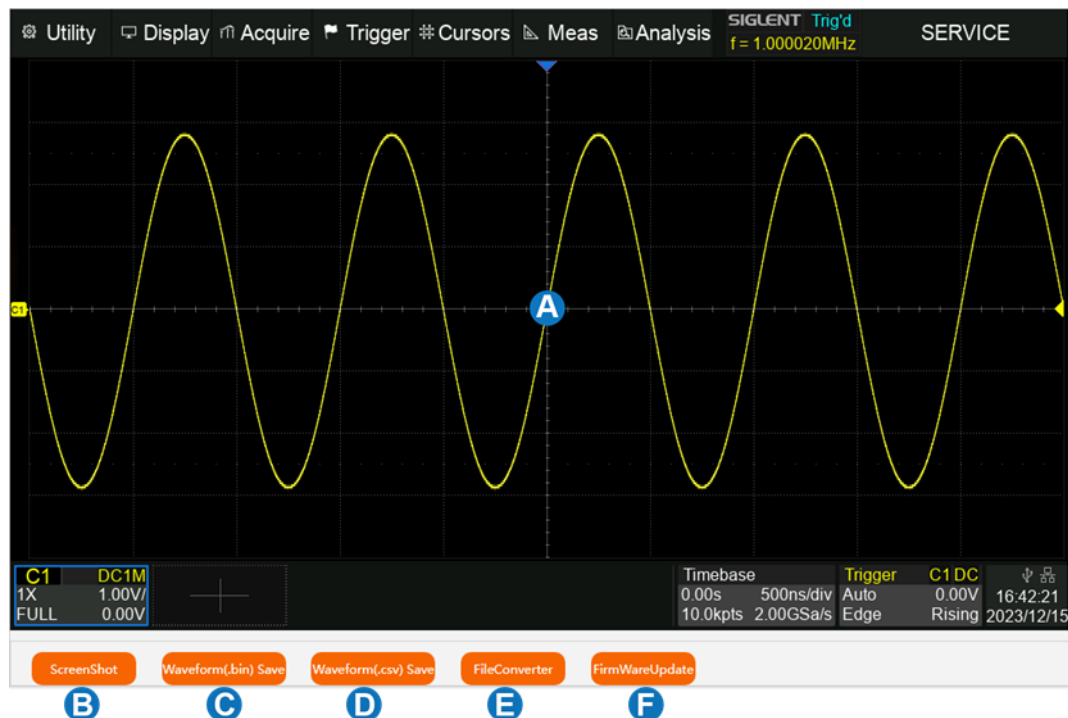 Utility Display Acquire Trigger Cursors Meas Analysis SIGLENT Trig'd SERVICE
f = 1.000020MHz
C1
A
C1 DC1M
1X 1.00V/
FULL 0.00V
Timebase
0.00s 500ns/div
10.0kpts 2.00GSa/s
Trigger C1 DC
Auto 0.00V
Edge Rising
16:42:21
2023/12/15
ScreenShot Waveform(.bin) Save Waveform(.csv) Save FileConverter FirmWareUpdate
B C D E F